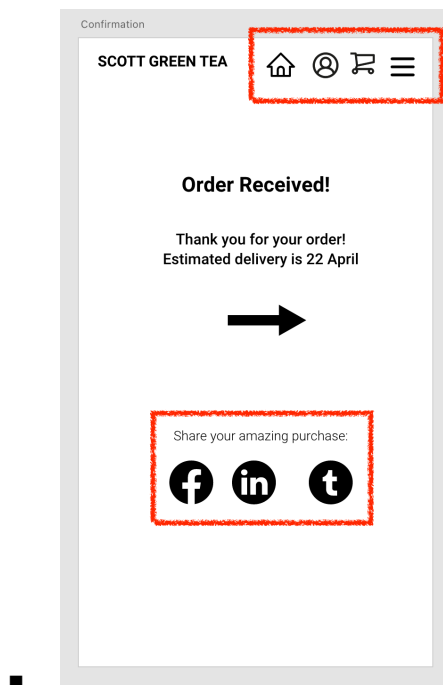 Confirmation
SCOTT GREEN TEA
Order Received!
Thank you for your order!
Estimated delivery is 22 April
Share your amazing purchase:
f
in
t